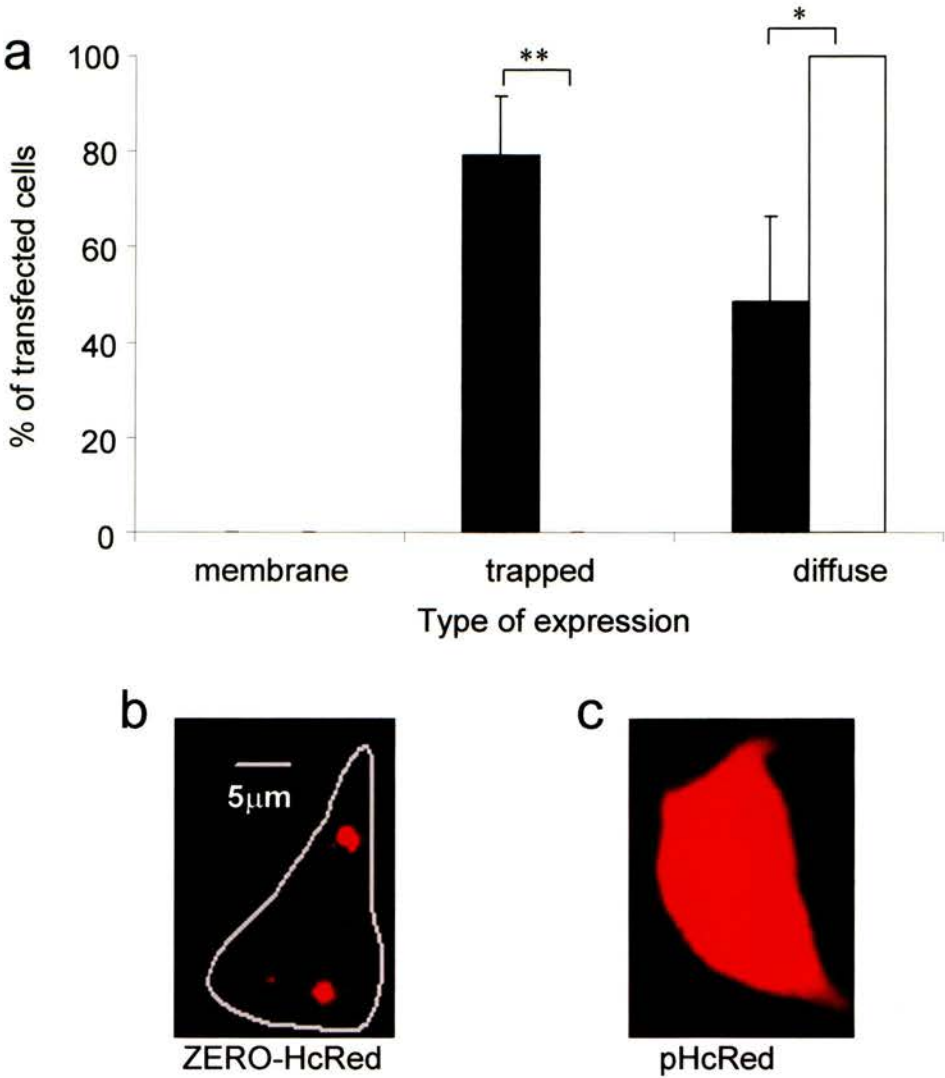 a
% of transfected cells
100
80
60
40
20
0
**
*
membrane trapped diffuse
Type of expression
b
5μm
ZERO-HcRed
c
pHcRed